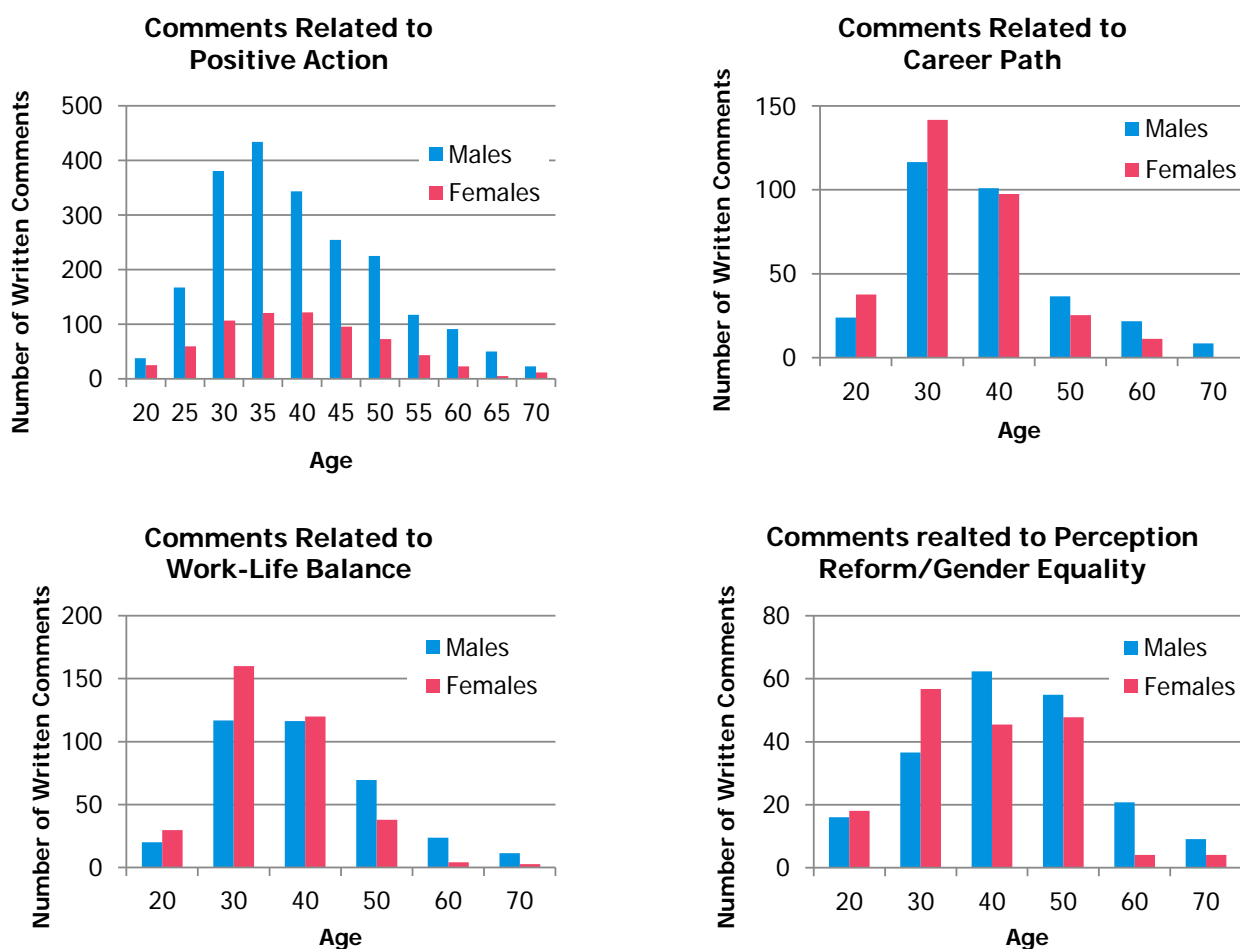 Comments Related to
Positive Action
Number of Written Comments
500
400
300
200
100
0
Males
Females
20 25 30 35 40 45 50 55 60 65 70
Age
Comments Related to
Career Path
Number of Written Comments
150
100
50
0
Males
Females
20 30 40 50 60 70
Age
Comments Related to
Work-Life Balance
Number of Written Comments
200
150
100
50
0
Males
Females
20 30 40 50 60 70
Age
Comments realted to Perception
Reform/Gender Equality
Number of Written Comments
80
60
40
20
0
Males
Females
20 30 40 50 60 70
Age